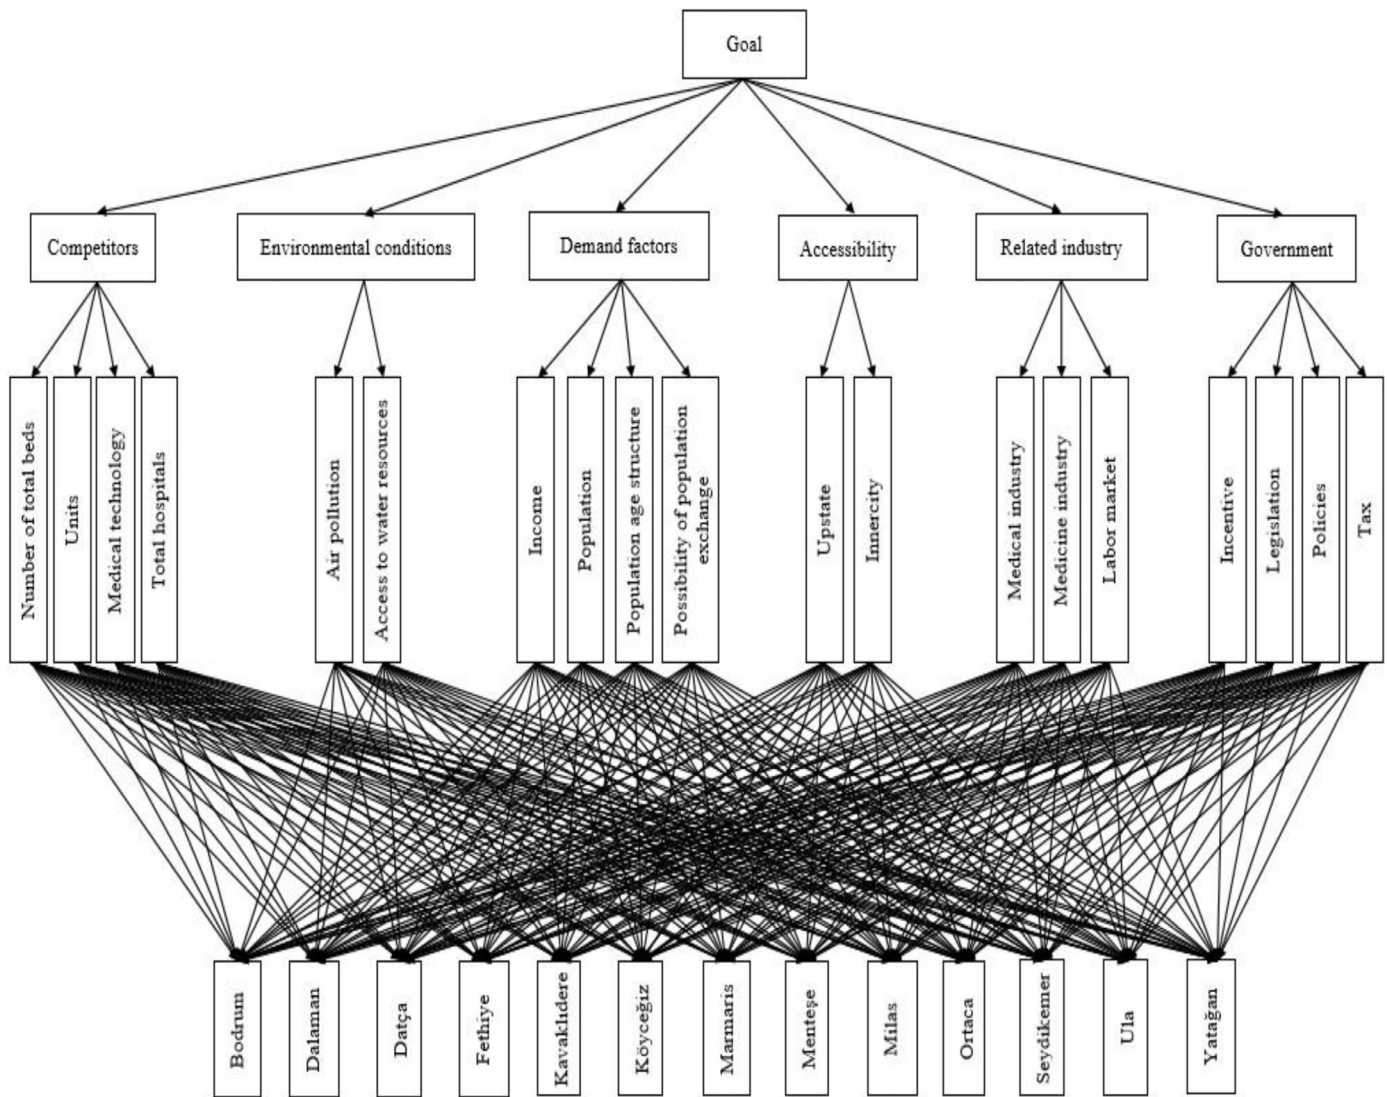 Goal
Competitors
Environmental conditions
Demand factors
Accessibility
Related industry
Government
Number of total beds
Units
Medical technology
Total hospitals
Air pollution
Access to water resources
Income
Population
Population age structure
Possibility of population
exchange
Upstate
Innercity
Medical industry
Medicine industry
Labor market
Incentive
Legislation
Policies
Tax
Bodrum
Dalaman
Datça
Fethiye
Kavaklıdere
Köyceğiz
Marmaris
Menteşe
Milas
Ortaca
Seydikemer
Ula
Yatağan